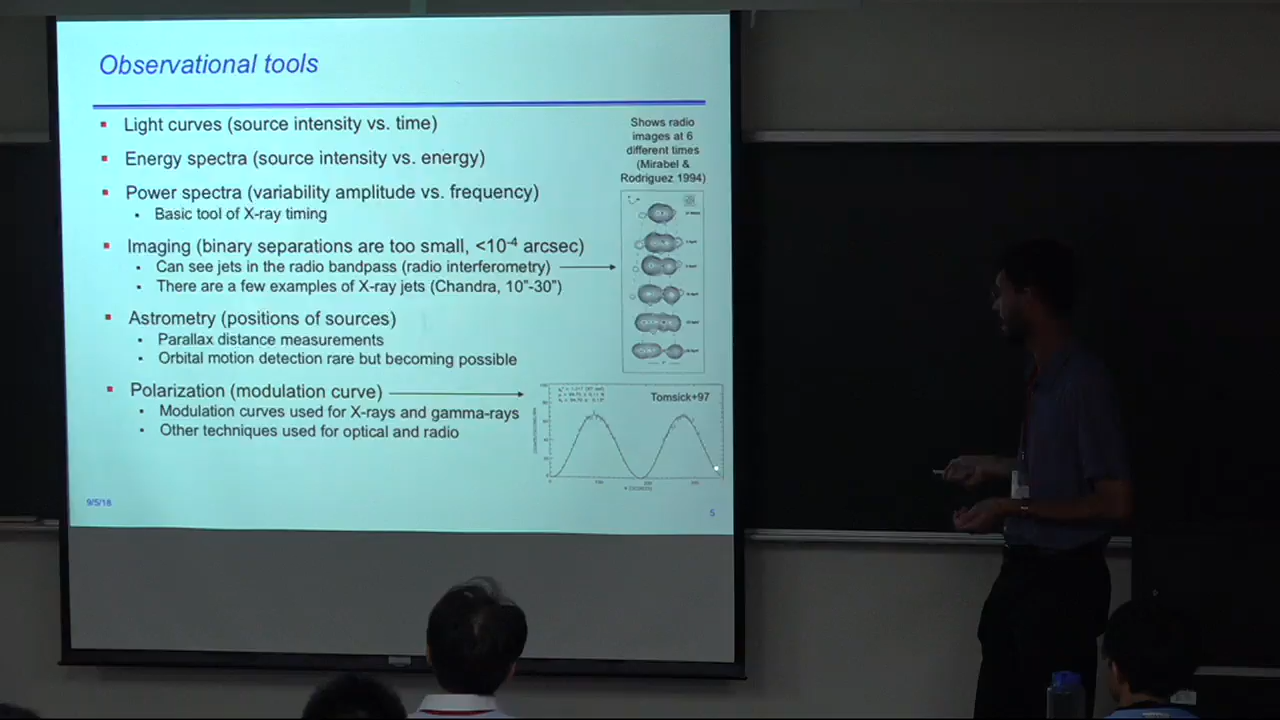 Observational tools
Light curves (source intensity vs. time)
Energy spectra (source intensity vs. energy)
Power spectra (variability amplitude vs. frequency)
Basic tool of X-ray timing
Imaging (binary separations are too small, <10⁻⁴ arcsec)
Can see jets in the radio bandpass (radio interferometry)
There are a few examples of X-ray jets (Chandra, 10"-30")
Astrometry (positions of sources)
Parallax distance measurements
Orbital motion detection rare but becoming possible
Polarization (modulation curve)
Modulation curves used for X-rays and gamma-rays
Other techniques used for optical and radio
Shows radio
images at 6
different times
(Mirabel &
Rodriguez 1994)
Tomsick+97
9/5/18
5